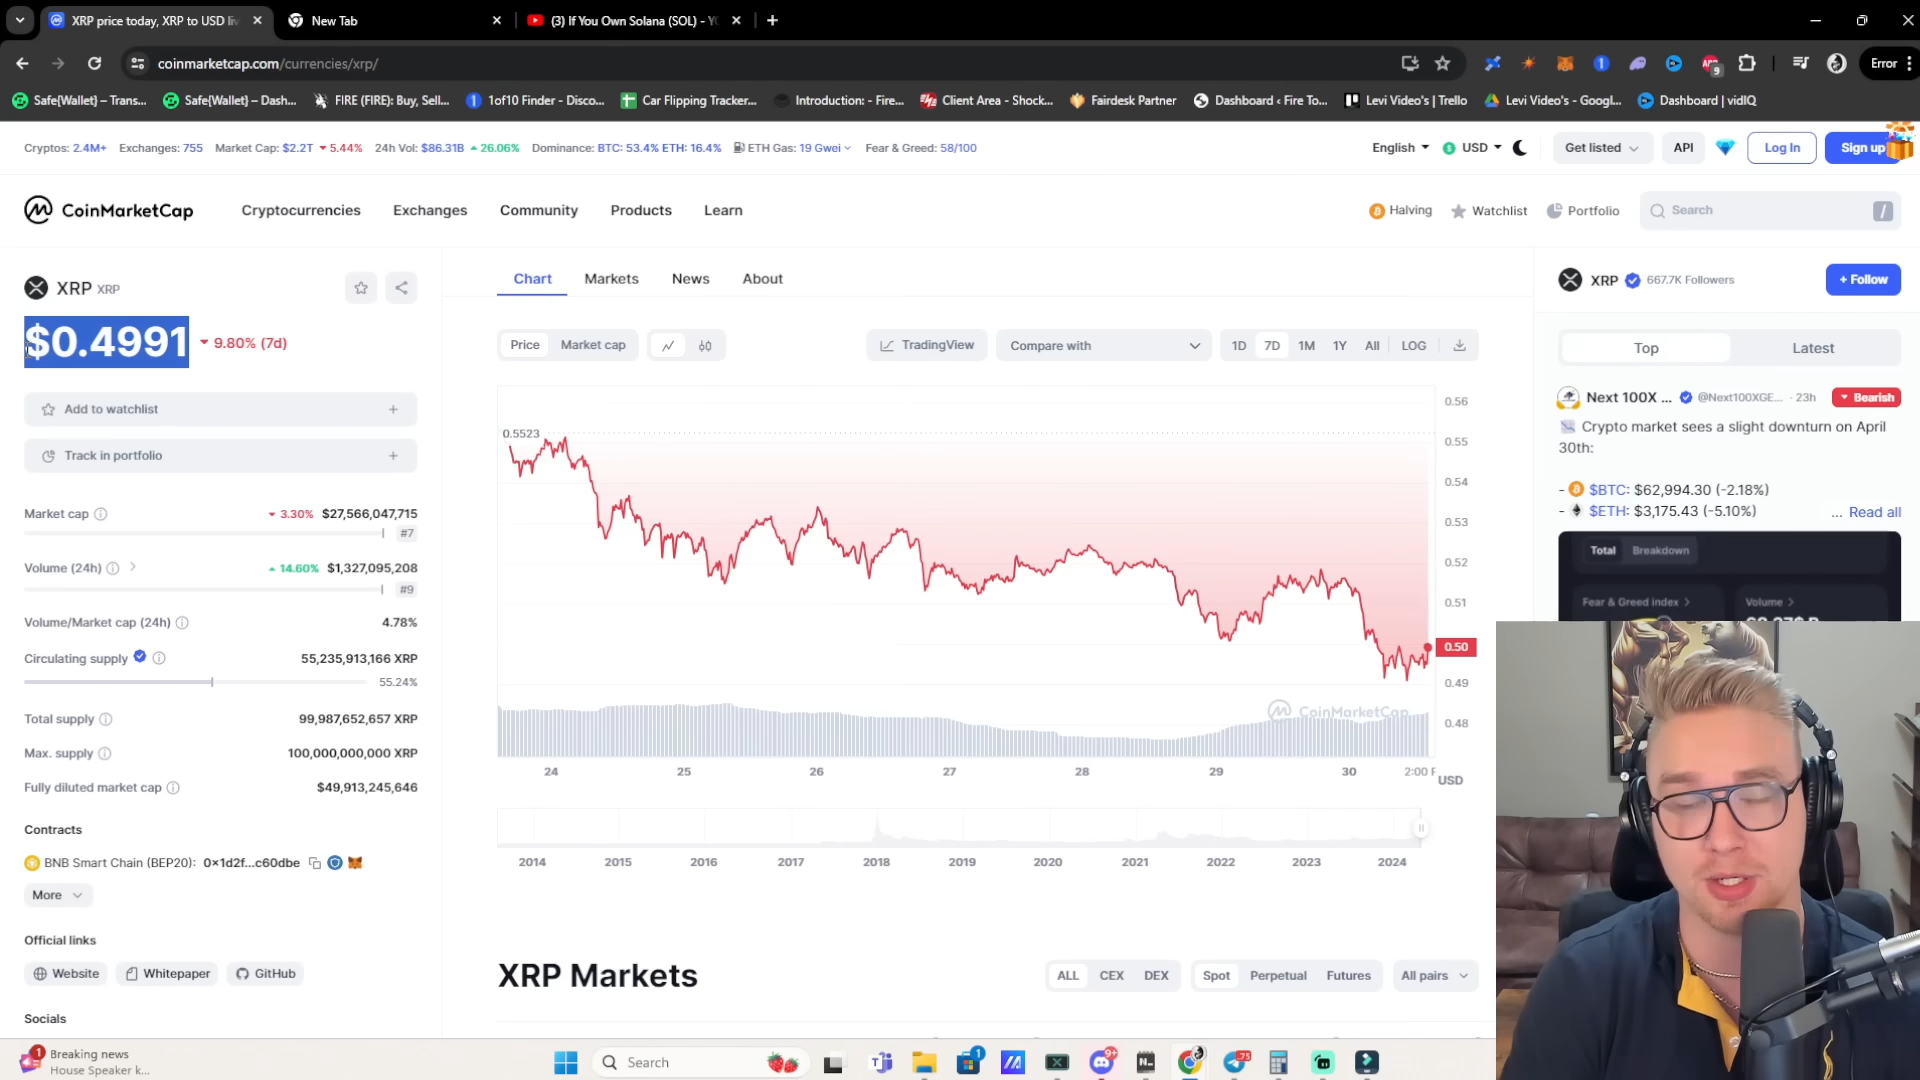 XRP price today, XRP to USD liv
New Tab
(3) If You Own Solana (SOL) - Y
coinmarketcap.com/currencies/xrp/
9
Error
Safe{Wallet} – Trans...
Safe{Wallet} – Dash...
FIRE (FIRE): Buy, Sell...
1of10 Finder - Disco...
Car Flipping Tracker...
Introduction: - Fire...
Client Area - Shock...
Fairdesk Partner
Dashboard ‹ Fire To...
Levi Video's | Trello
Levi Video's - Googl...
Dashboard | vidIQ
Cryptos: 2.4M+
Exchanges: 755
Market Cap: $2.2T 5.44%
24h Vol: $86.31B 26.06%
Dominance: BTC: 53.4% ETH: 16.4%
ETH Gas: 19 Gwei
Fear & Greed: 58/100
English
USD
Get listed
API
Log In
Sign up
CoinMarketCap
Cryptocurrencies
Exchanges
Community
Products
Learn
Halving
Watchlist
Portfolio
Search
/
XRP XRP
$0.4991
9.80% (7d)
Add to watchlist +
Track in portfolio +
Market cap 3.30% $27,566,047,715
#7
Volume (24h) 14.60% $1,327,095,208
#9
Volume/Market cap (24h) 4.78%
Circulating supply 55,235,913,166 XRP
55.24%
Total supply 99,987,652,657 XRP
Max. supply 100,000,000,000 XRP
Fully diluted market cap $49,913,245,646
Contracts
BNB Smart Chain (BEP20): 0x1d2f...c60dbe
More
Official links
Website
Whitepaper
GitHub
Socials
Chart
Markets
News
About
Price
Market cap
TradingView
Compare with
1D
7D
1M
1Y
All
LOG
0.5523
0.56
0.55
0.54
0.53
0.52
0.51
0.50
0.49
0.48
CoinMarketCap
24
25
26
27
28
29
30
2:00 P
USD
2014
2015
2016
2017
2018
2019
2020
2021
2022
2023
2024
XRP Markets
ALL
CEX
DEX
Spot
Perpetual
Futures
All pairs
XRP
667.7K Followers
+ Follow
Top
Latest
Next 100X ... @Next100XGE... · 23h
Bearish
Crypto market sees a slight downturn on April
30th:
- $BTC: $62,994.30 (-2.18%)
- $ETH: $3,175.43 (-5.10%)
... Read all
Total
Breakdown
Fear & Greed index >
Volume >
1
Breaking news
House Speaker k...
Search
1
9+
73